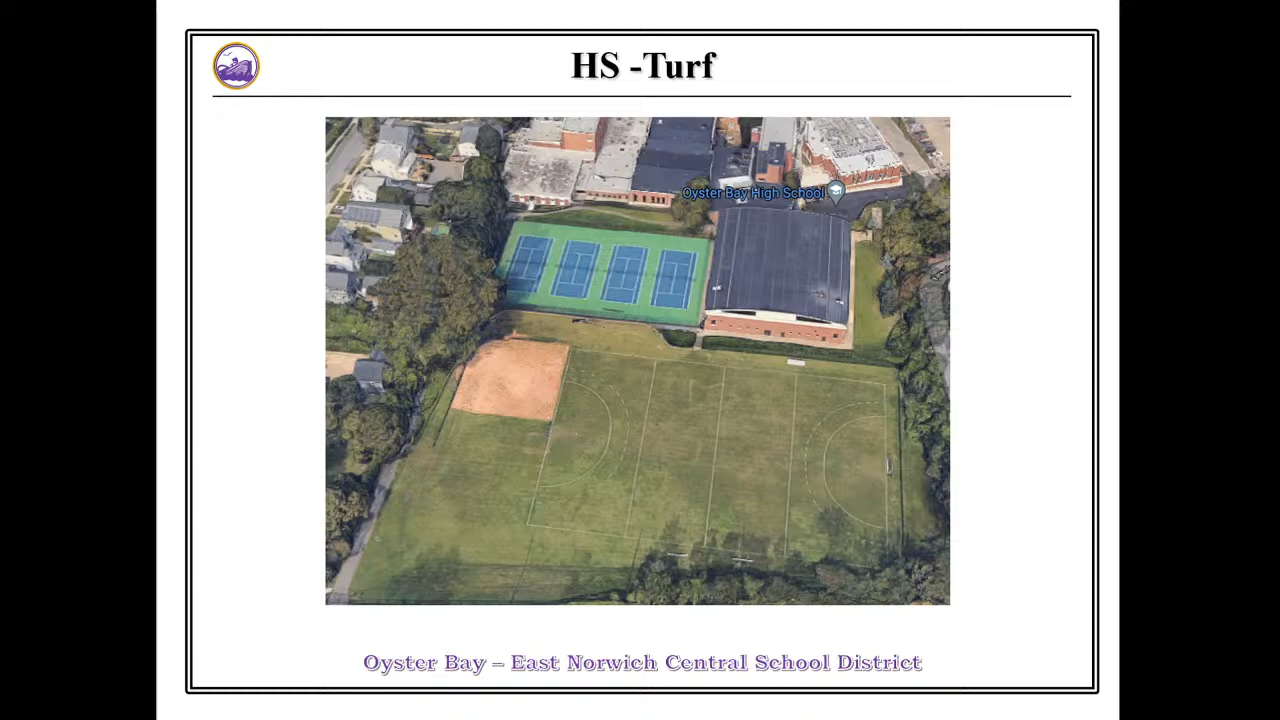 HS -Turf
Oyster Bay High School
Oyster Bay – East Norwich Central School District